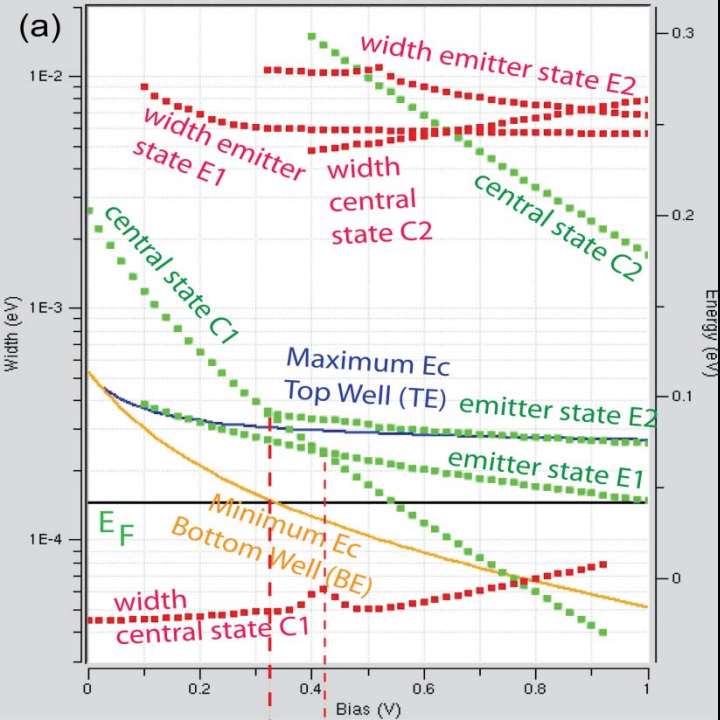 (a)
0.3
width emitter state E2
1E-2
width emitter
state E1
width
central
state C2
central state C2
0.2
central state C1
1E-3
Width (eV)
Energy (eV)
Maximum Ec
Top Well (TE)
0.1
emitter state E2
emitter state E1
E F
Minimum Ec
Bottom Well (BE)
1E-4
0
width
central state C1
0 0.2 0.4 0.6 0.8 1
Bias (V)